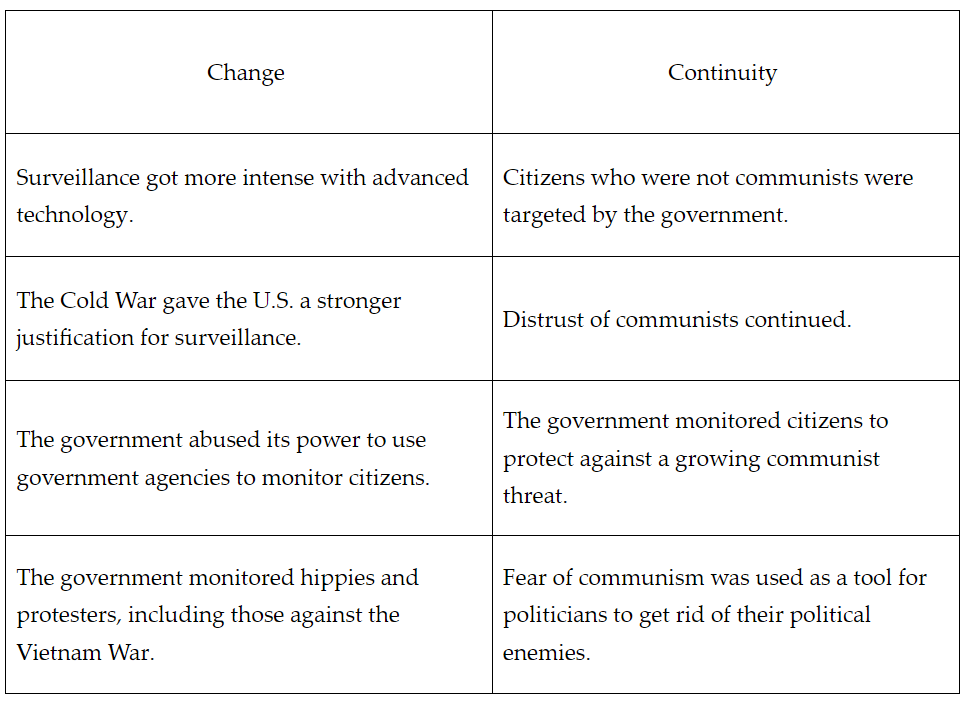 Change
Continuity
Surveillance got more intense with advanced
technology.
Citizens who were not communists were
targeted by the government.
The Cold War gave the U.S. a stronger
justification for surveillance.
Distrust of communists continued.
The government abused its power to use
government agencies to monitor citizens.
The government monitored citizens to
protect against a growing communist
threat.
The government monitored hippies and
protesters, including those against the
Vietnam War.
Fear of communism was used as a tool for
politicians to get rid of their political
enemies.